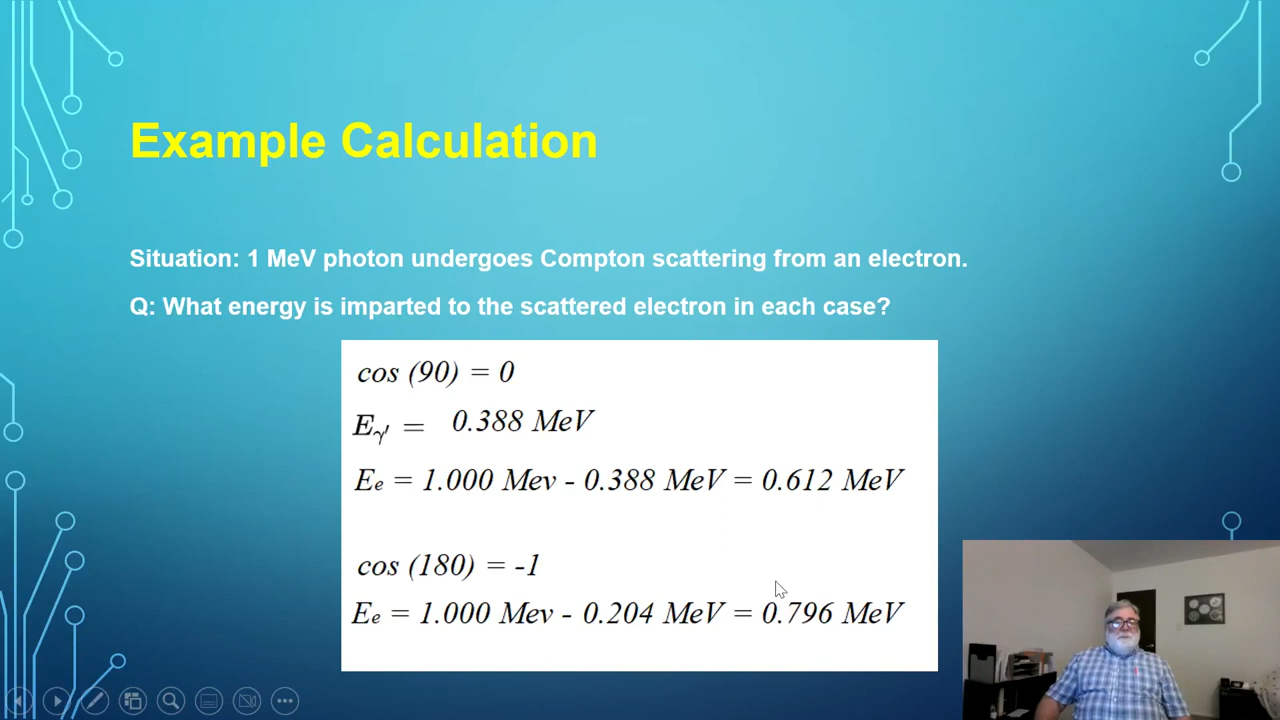 Example Calculation
Situation: 1 MeV photon undergoes Compton scattering from an electron.
Q: What energy is imparted to the scattered electron in each case?
cos (90) = 0
Eγ′ = 0.388 MeV
Ee = 1.000 Mev - 0.388 MeV = 0.612 MeV
cos (180) = -1
Ee = 1.000 Mev - 0.204 MeV = 0.796 MeV